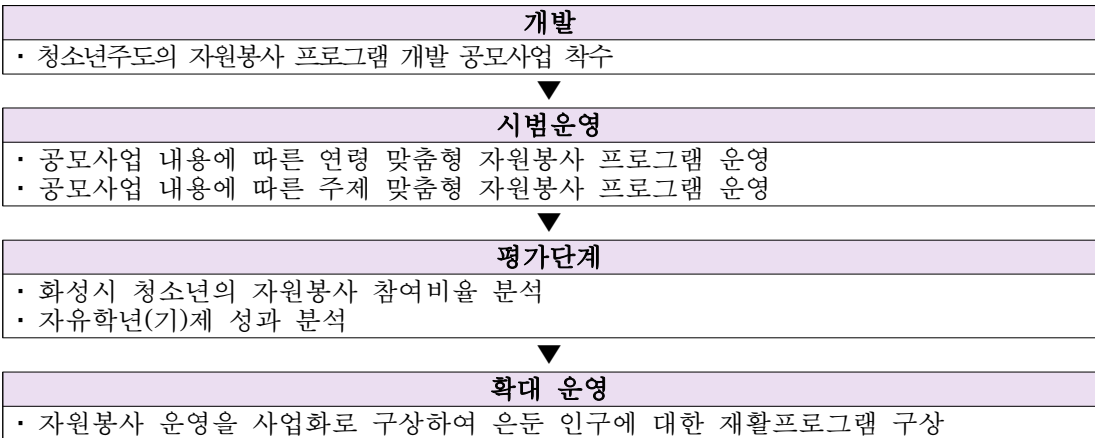 개발
· 청소년주도의 자원봉사 프로그램 개발 공모사업 착수
▼
시범운영
· 공모사업 내용에 따른 연령 맞춤형 자원봉사 프로그램 운영
· 공모사업 내용에 따른 주제 맞춤형 자원봉사 프로그램 운영
▼
평가단계
· 화성시 청소년의 자원봉사 참여비율 분석
· 자유학년(기)제 성과 분석
▼
확대 운영
· 자원봉사 운영을 사업화로 구상하여 은둔 인구에 대한 재활프로그램 구상